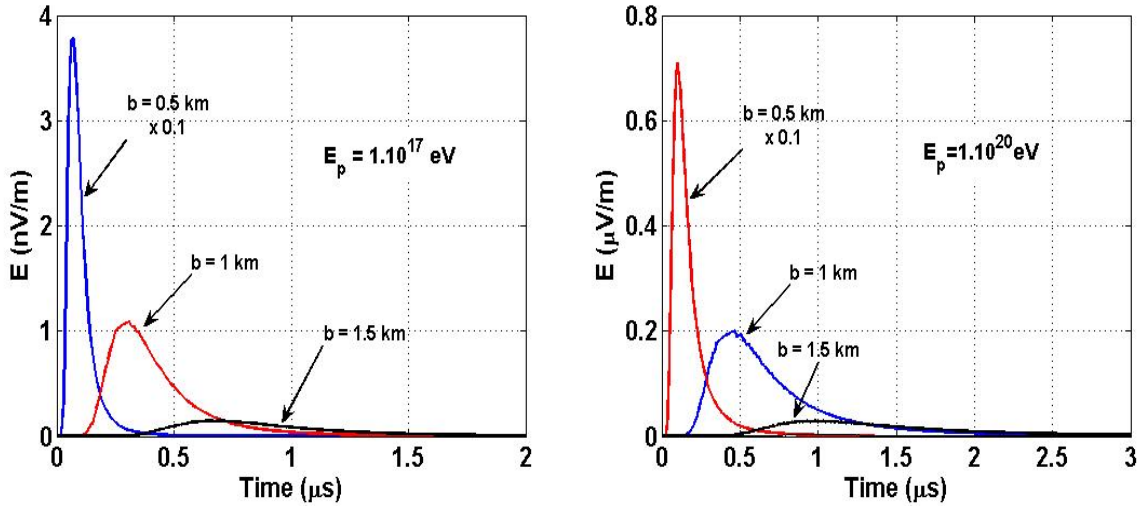 4
3
2
1
0
E (nV/m)
b = 0.5 km
x 0.1
E_p = 1.10^17 eV
b = 1 km
b = 1.5 km
0 0.5 1 1.5 2
Time (μs)
0.8
0.6
0.4
0.2
0
E (μV/m)
b = 0.5 km
x 0.1
E_p=1.10^20 eV
b = 1 km
b = 1.5 km
0 0.5 1 1.5 2 2.5 3
Time (μs)